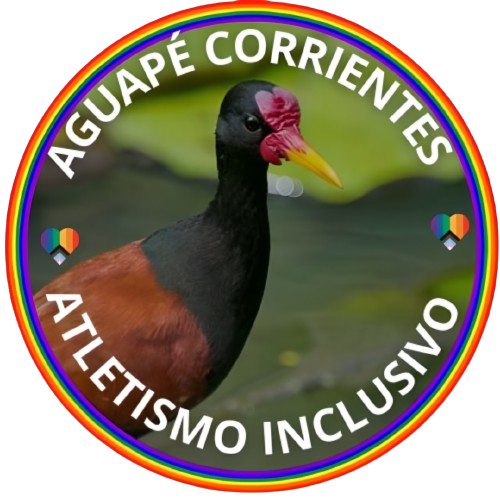 AGUAPÉ CORRIENTES
ATLETISMO INCLUSIVO